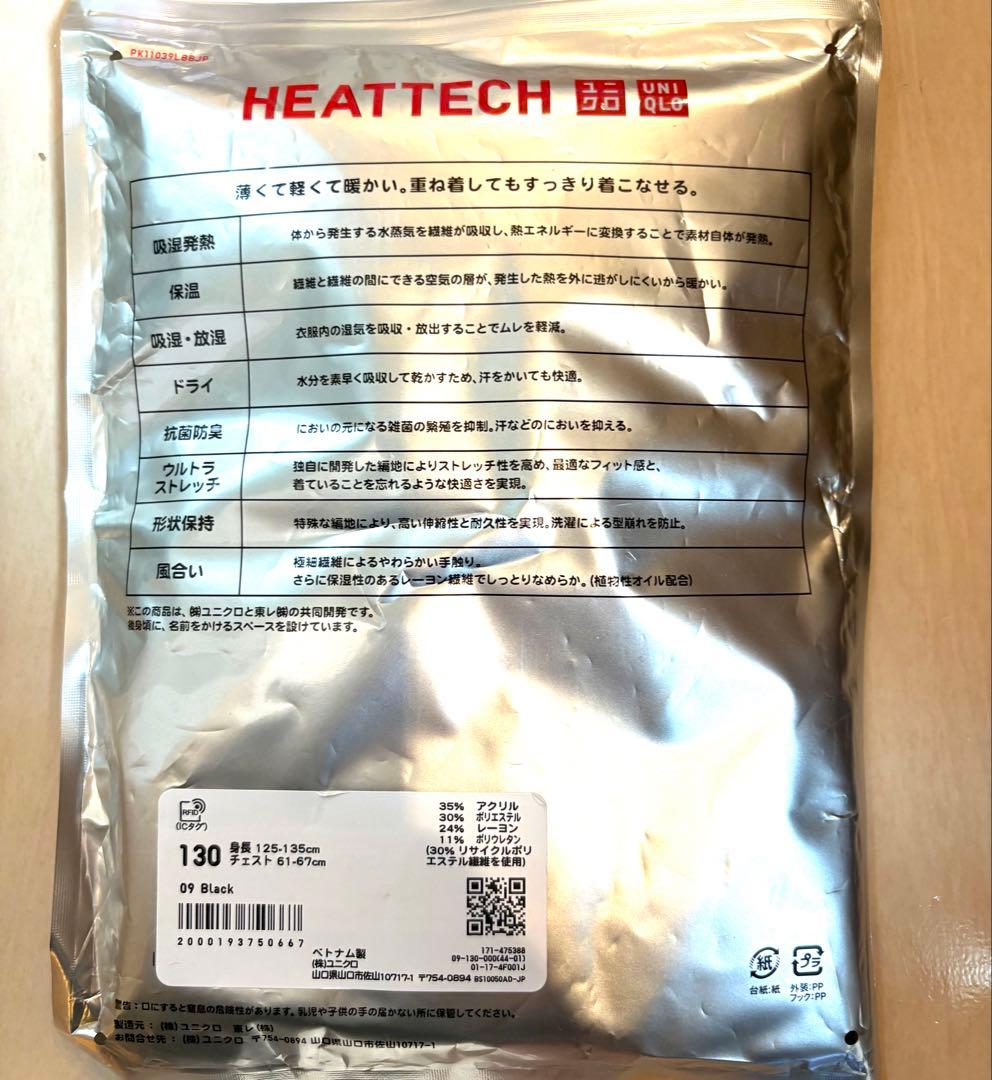 PK11039LBBJP
HEATTECH ユニクロ UNIQLO
薄くて軽くて暖かい。重ね着してもすっきり着こなせる。
吸湿発熱 体から発生する水蒸気を繊維が吸収し、熱エネルギーに変換することで素材自体が発熱。
保温 繊維と繊維の間にできる空気の層が、発生した熱を外に逃がしにくいから暖かい。
吸湿・放湿 衣服内の湿気を吸収・放出することでムレを軽減。
ドライ 水分を素早く吸収して乾かすため、汗をかいても快適。
抗菌防臭 においの元になる雑菌の繁殖を抑制。汗などのにおいを抑える。
ウルトラ
ストレッチ
独自に開発した編地によりストレッチ性を高め、最適なフィット感と、
着ていることを忘れるような快適さを実現。
形状保持 特殊な編地により、高い伸縮性と耐久性を実現。洗濯による型崩れを防止。
風合い
極細繊維によるやわらかい手触り。
さらに保湿性のあるレーヨン繊維でしっとりなめらか。(植物性オイル配合)
※この商品は、㈱ユニクロと東レ㈱の共同開発です。
後身頃に、名前をかけるスペースを設けています。
RFID
(ICタグ)
130 身長 125-135cm
チェスト 61-67cm
09 Black
2000193750667
35% アクリル
30% ポリエステル
24% レーヨン
11% ポリウレタン
(30% リサイクルポリ
エステル繊維を使用)
171-475388
09-130-000(44-01)
01-17-4F001J
ベトナム製
(株)ユニクロ
山口県山口市佐山10717-1 〒754-0894 BS10050AD-JP
紙
台紙:紙
プラ
外装:PP
フック:PP
警告:口にすると窒息の危険性があります。乳児や子供の手の届かない所に保管してください。
製造元:(株)ユニクロ 東レ(株)
お問合せ先:(株)ユニクロ 〒754-0894 山口県山口市佐山10717-1